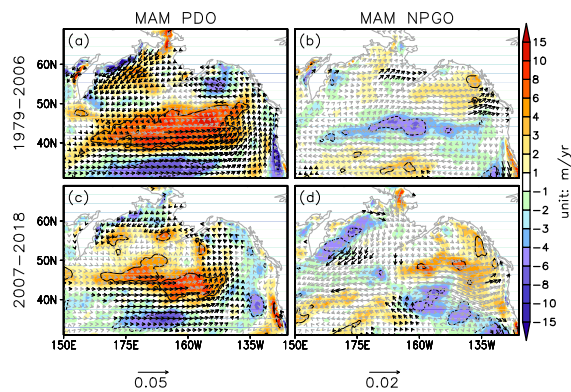 MAM PDO MAM NPGO
(a) (b)
60N
50N
40N
1979−2006
(c) (d)
60N
50N
40N
2007−2018
150E 175E 160W 135W 150E 175E 160W 135W
0.05 0.02
15
10
8
6
4
3
2
1
−1
−2
−3
−4
−6
−8
−10
−15
unit: m/yr